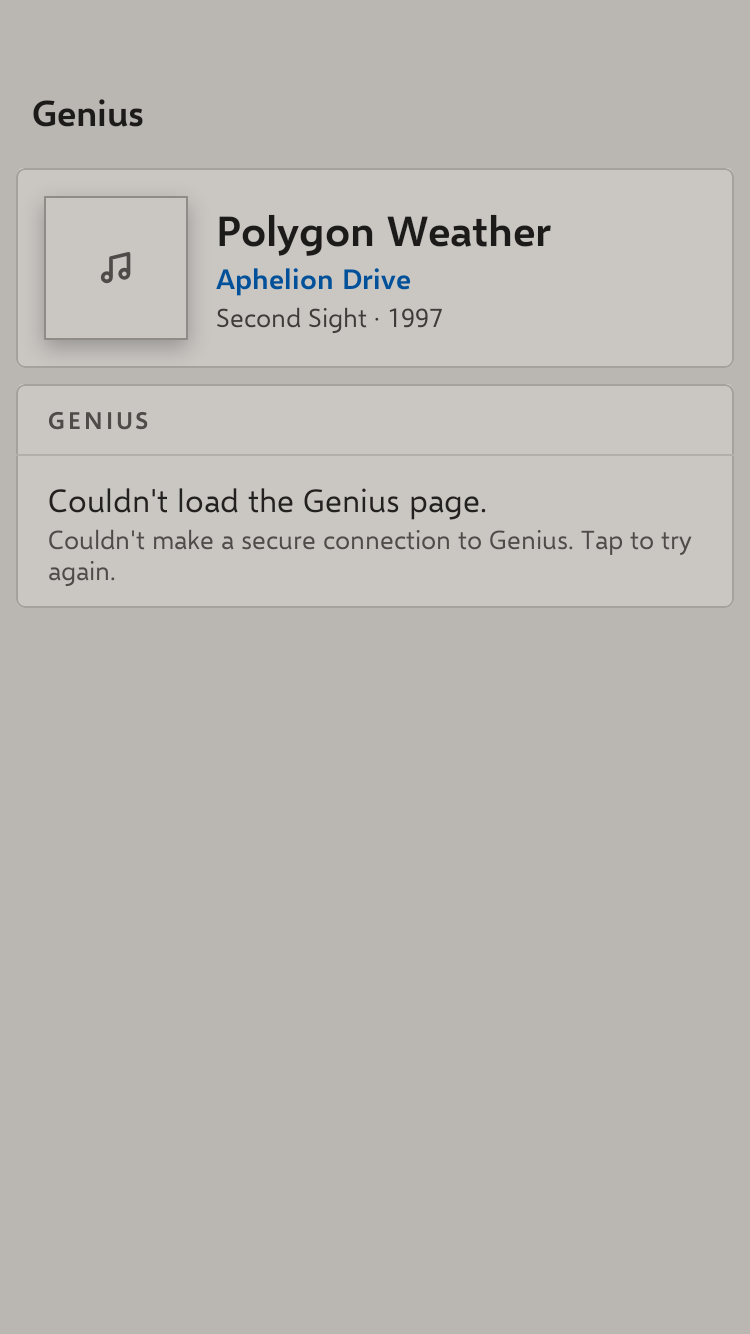 Genius
Polygon Weather
Aphelion Drive
Second Sight · 1997
GENIUS
Couldn't load the Genius page.
Couldn't make a secure connection to Genius. Tap to try
again.